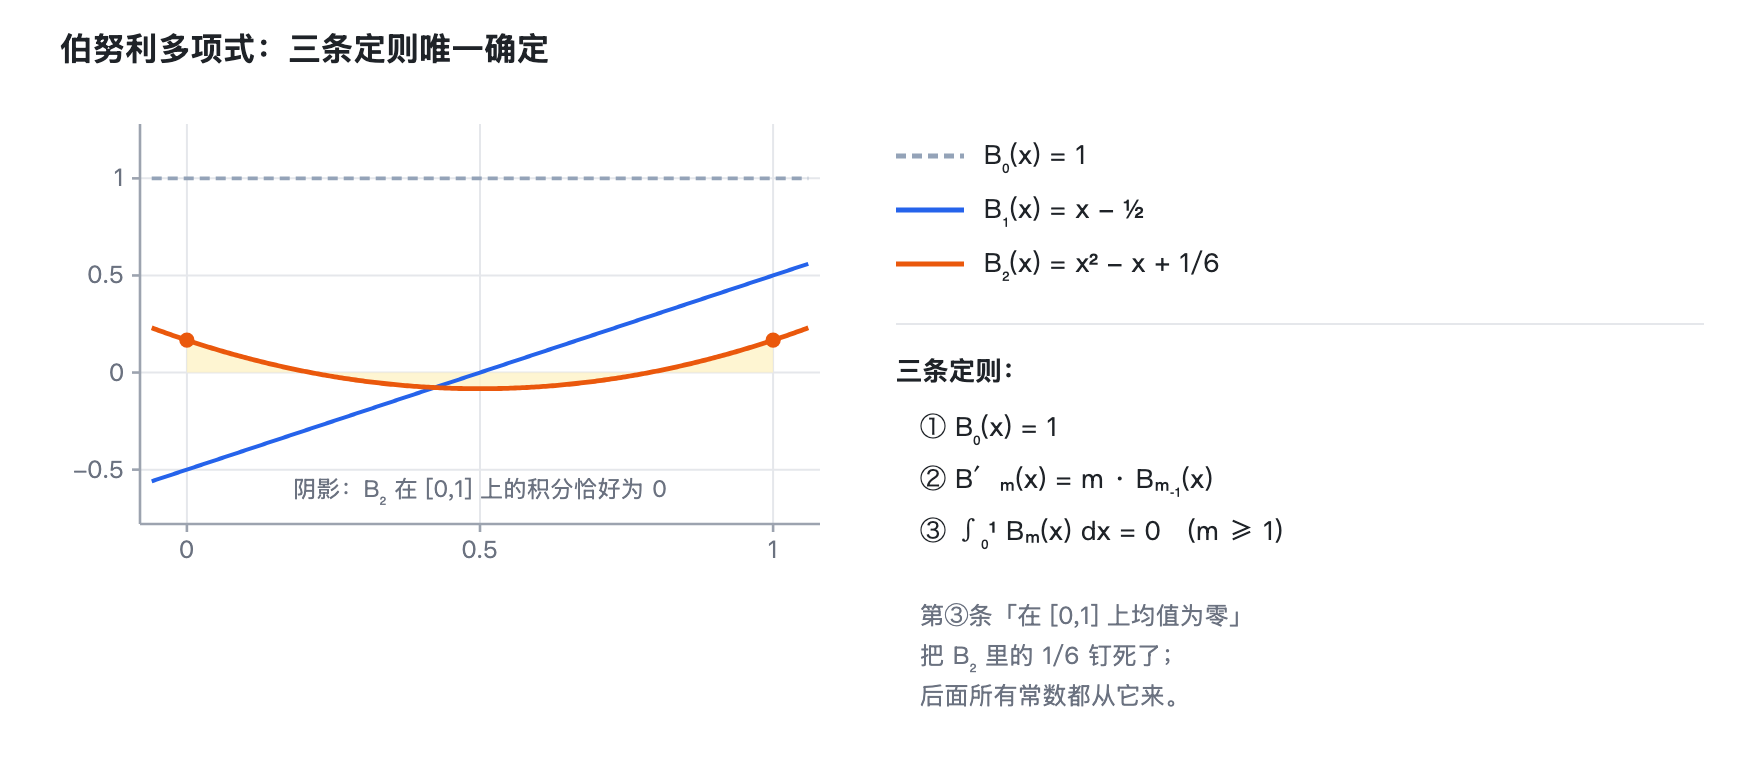 伯努利多项式：三条定则唯一确定
1
0.5
0
−0.5
阴影：B₂ 在 [0,1] 上的积分恰好为 0
0
0.5
1
B₀(x) = 1
B₁(x) = x − ½
B₂(x) = x² − x + 1/6
三条定则：
① B₀(x) = 1
② B′ₘ(x) = m · Bₘ₋₁(x)
③ ∫₀¹ Bₘ(x) dx = 0 (m ⩾ 1)
第③条「在 [0,1] 上均值为零」
把 B₂ 里的 1/6 钉死了；
后面所有常数都从它来。